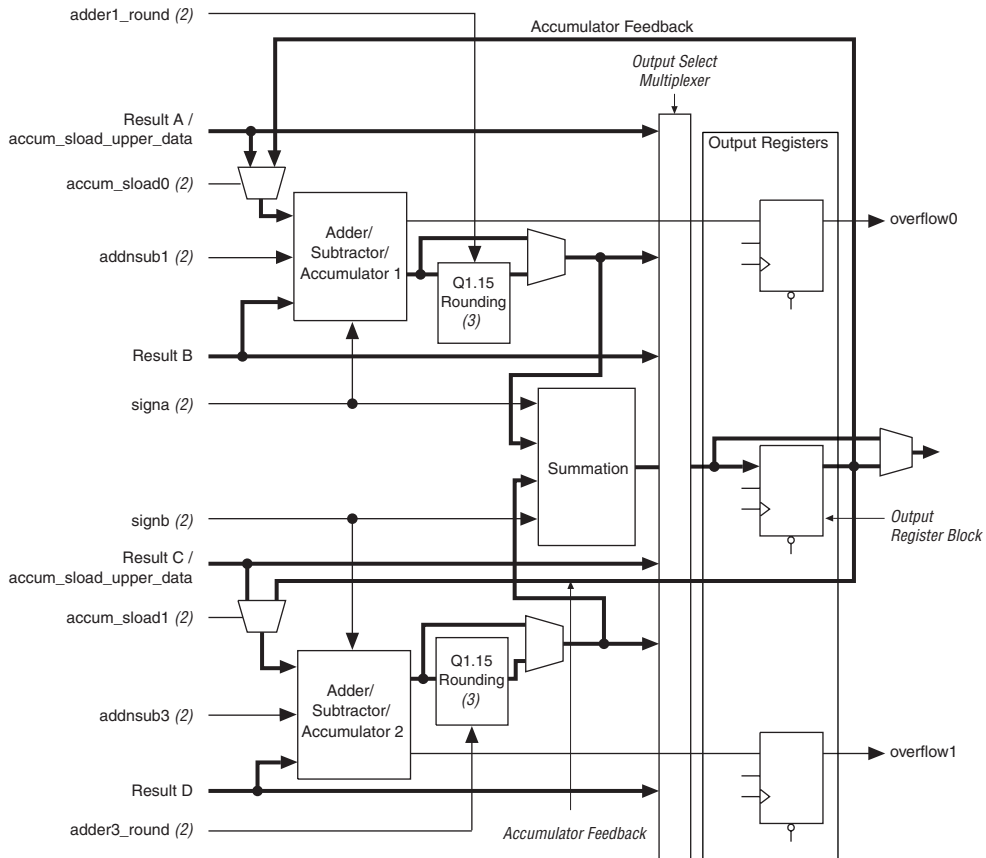 adder1_round (2)
Accumulator Feedback
Output Select
Multiplexer
Result A /
accum_sload_upper_data
Output Registers
accum_sload0 (2)
overflow0
Adder/
Subtractor/
Accumulator 1
addnsub1 (2)
Q1.15
Rounding
(3)
Result B
signa (2)
Summation
signb (2)
Output
Register Block
Result C /
accum_sload_upper_data
accum_sload1 (2)
Q1.15
Rounding
(3)
Adder/
Subtractor/
Accumulator 2
addnsub3 (2)
overflow1
Result D
adder3_round (2)
Accumulator Feedback